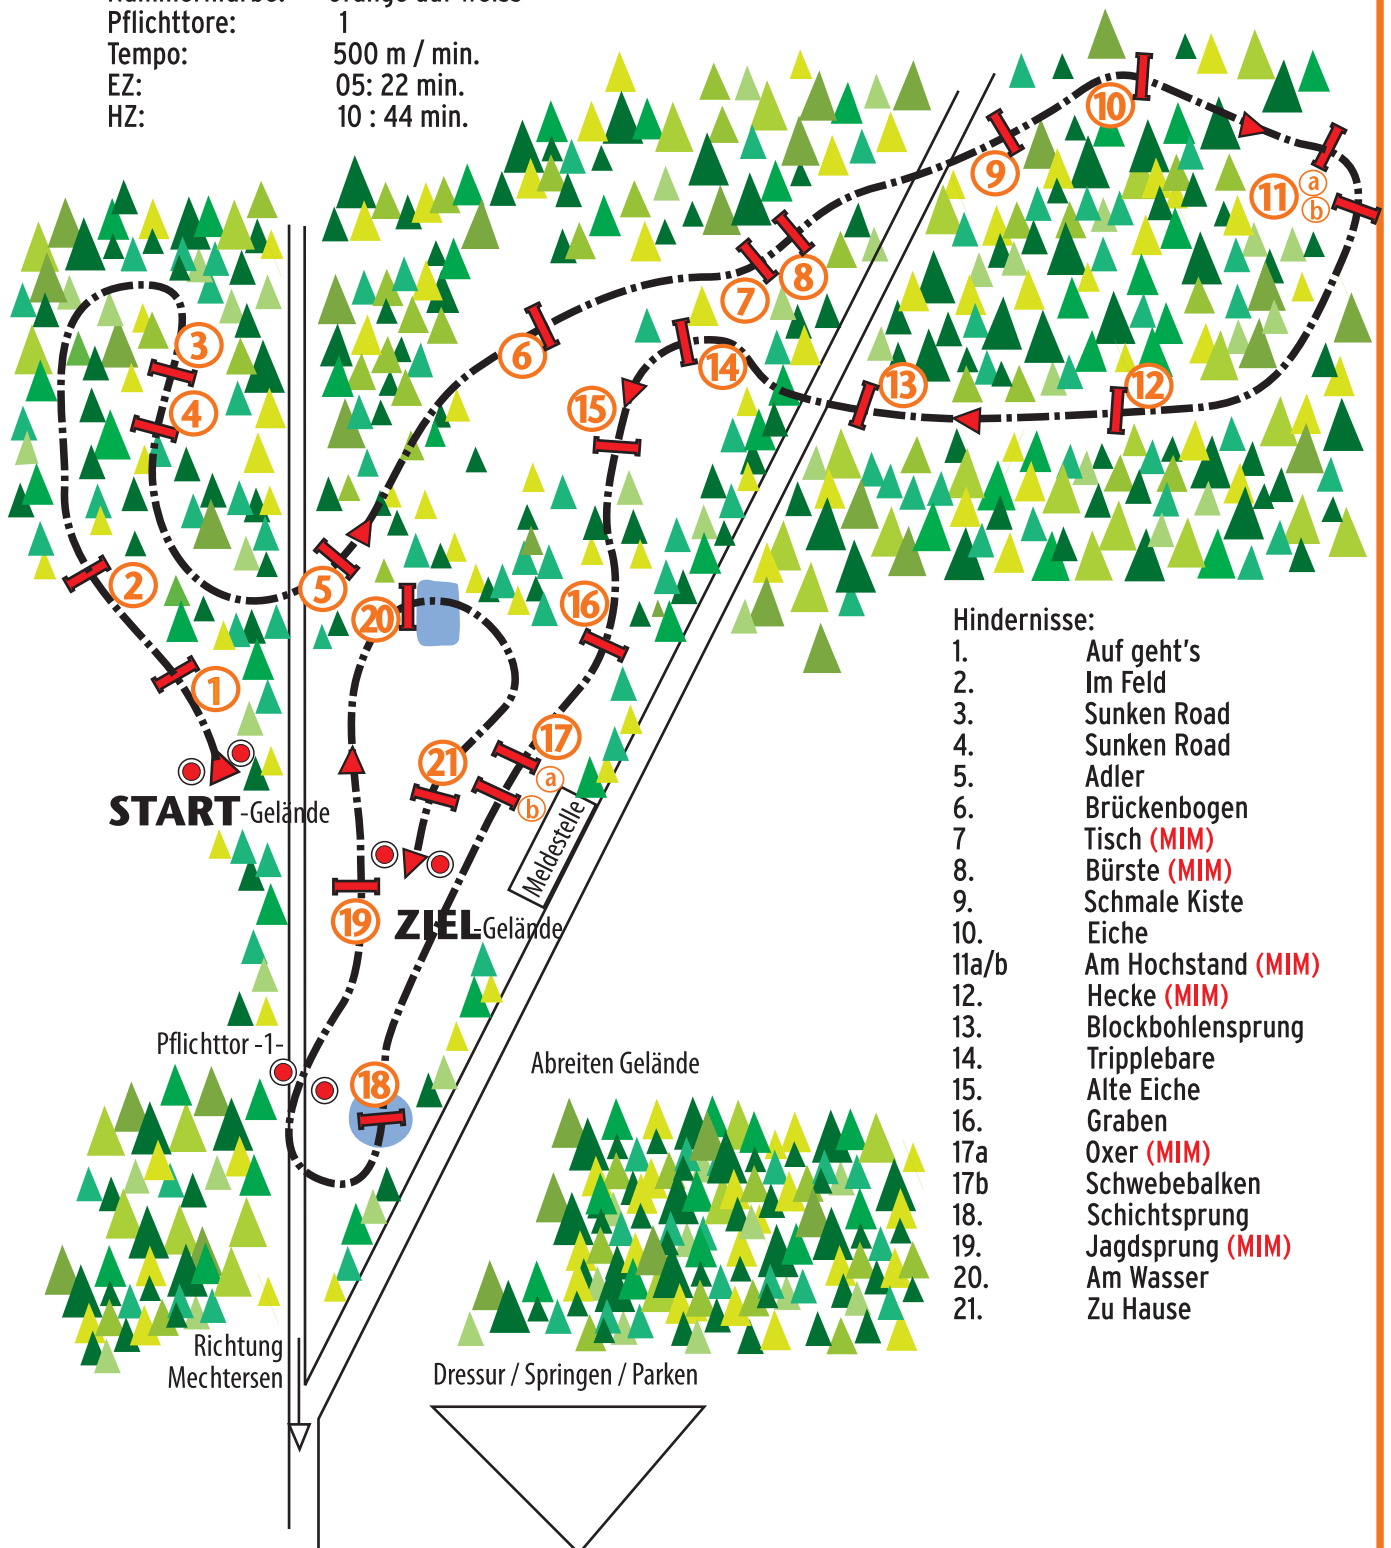 Pflichttore: 1
Tempo: 500 m / min.
EZ: 05: 22 min.
HZ: 10 : 44 min.
10
9
11 a
b
8
7
3
6
14
13
12
4
15
2
5
20
16
1
17
a
21
b
START-Gelände
Meldestelle
19
ZIEL-Gelände
Pflichttor -1-
18
Abreiten Gelände
Richtung
Mechtersen
Dressur / Springen / Parken
Hindernisse:
1. Auf geht's
2. Im Feld
3. Sunken Road
4. Sunken Road
5. Adler
6. Brückenbogen
7 Tisch (MIM)
8. Bürste (MIM)
9. Schmale Kiste
10. Eiche
11a/b Am Hochstand (MIM)
12. Hecke (MIM)
13. Blockbohlensprung
14. Tripplebare
15. Alte Eiche
16. Graben
17a Oxer (MIM)
17b Schwebebalken
18. Schichtsprung
19. Jagdsprung (MIM)
20. Am Wasser
21. Zu Hause